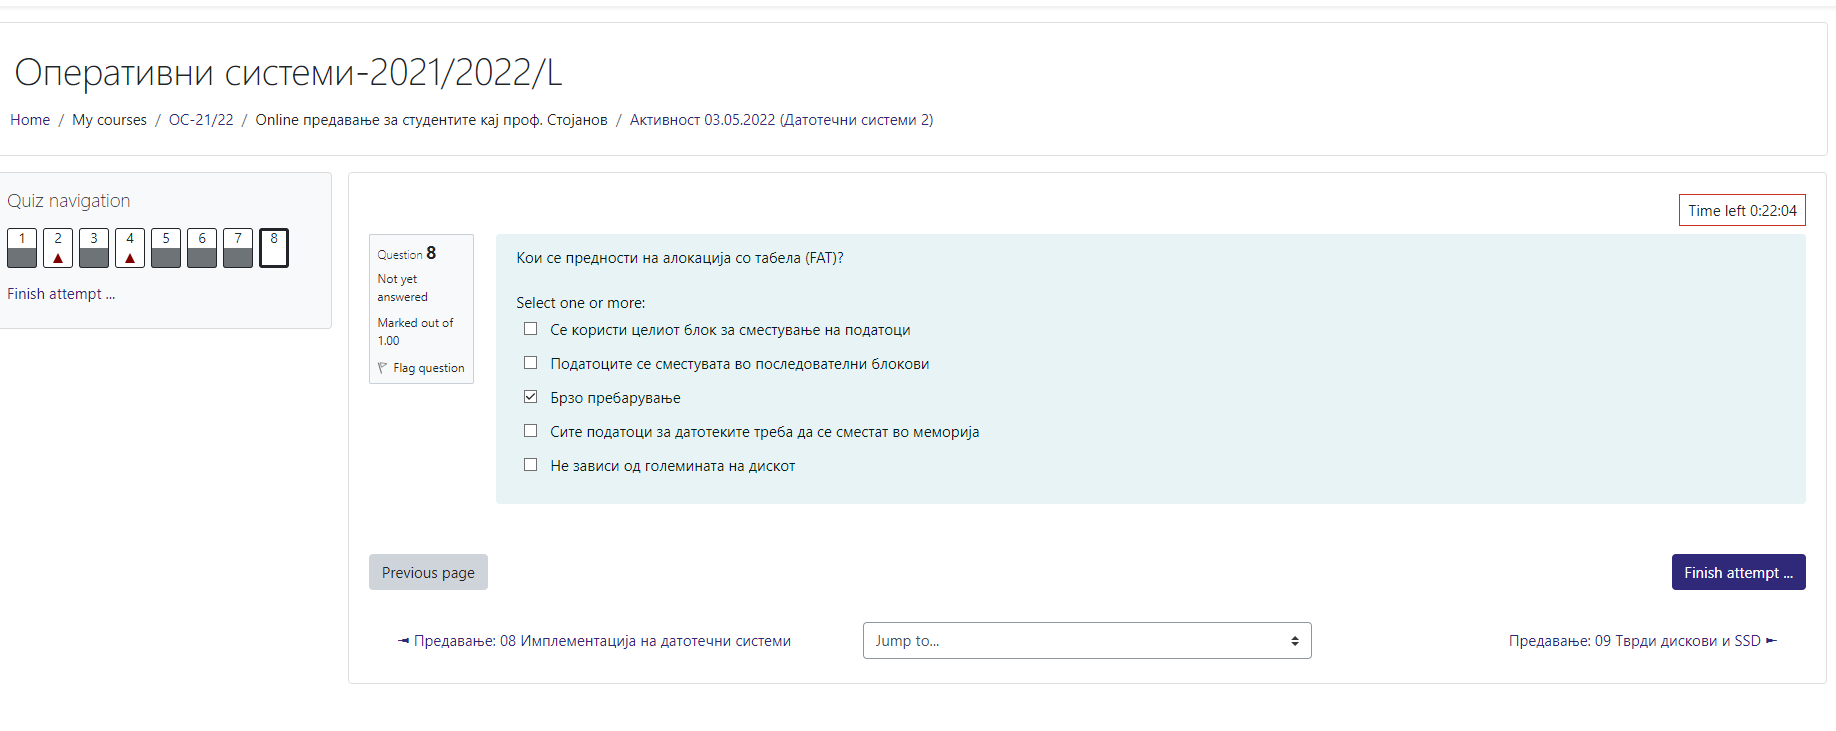 Оперативни системи-2021/2022/L
Home / My courses / ОС-21/22 / Online предавање за студентите кај проф. Стојанов / Активност 03.05.2022 (Датотечни системи 2)
Quiz navigation
1 2 3 4 5 6 7 8
Finish attempt ...
Time left 0:22:04
Question 8
Not yet
answered
Marked out of
1.00
Flag question
Кои се предности на алокација со табела (FAT)?
Select one or more:
Се користи целиот блок за сместување на податоци
Податоците се сместувата во последователни блокови
Брзо пребарување
Сите податоци за датотеките треба да се сместат во меморија
Не зависи од големината на дискот
Previous page
Finish attempt ...
◄ Предавање: 08 Имплементација на датотечни системи
Jump to...
Предавање: 09 Тврди дискови и SSD ►